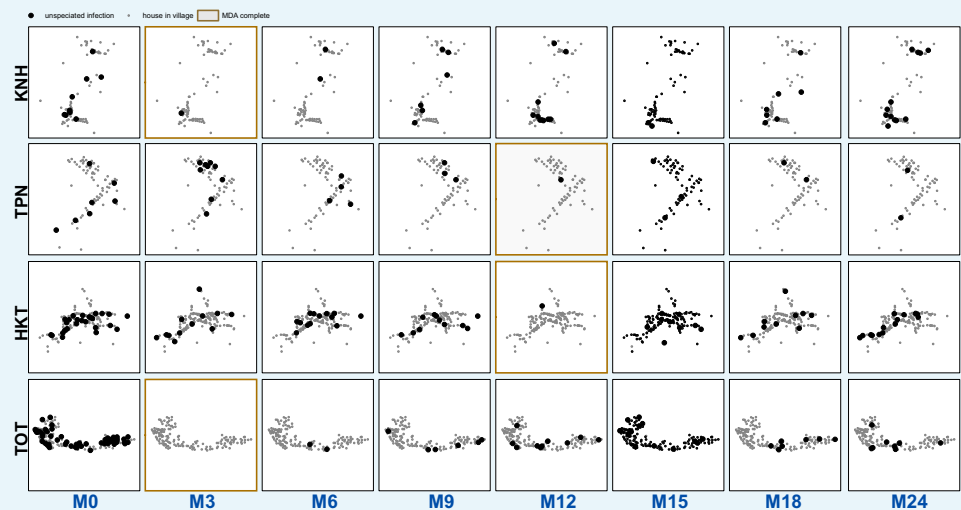 unspeciated infection house in village MDA complete
KNH
TPN
HKT
TOT
M0 M3 M6 M9 M12 M15 M18 M24